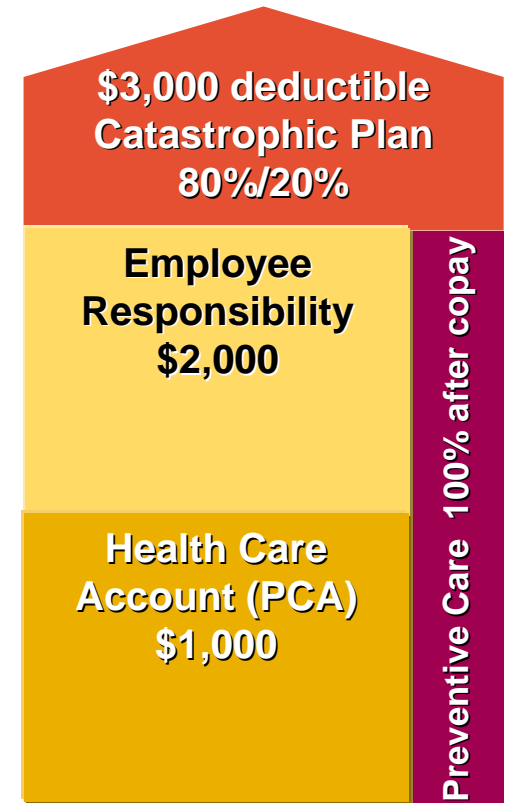 $3,000 deductible
Catastrophic Plan
80%/20%
Employee
Responsibility
$2,000
Health Care
Account (PCA)
$1,000
Preventive Care 100% after copay